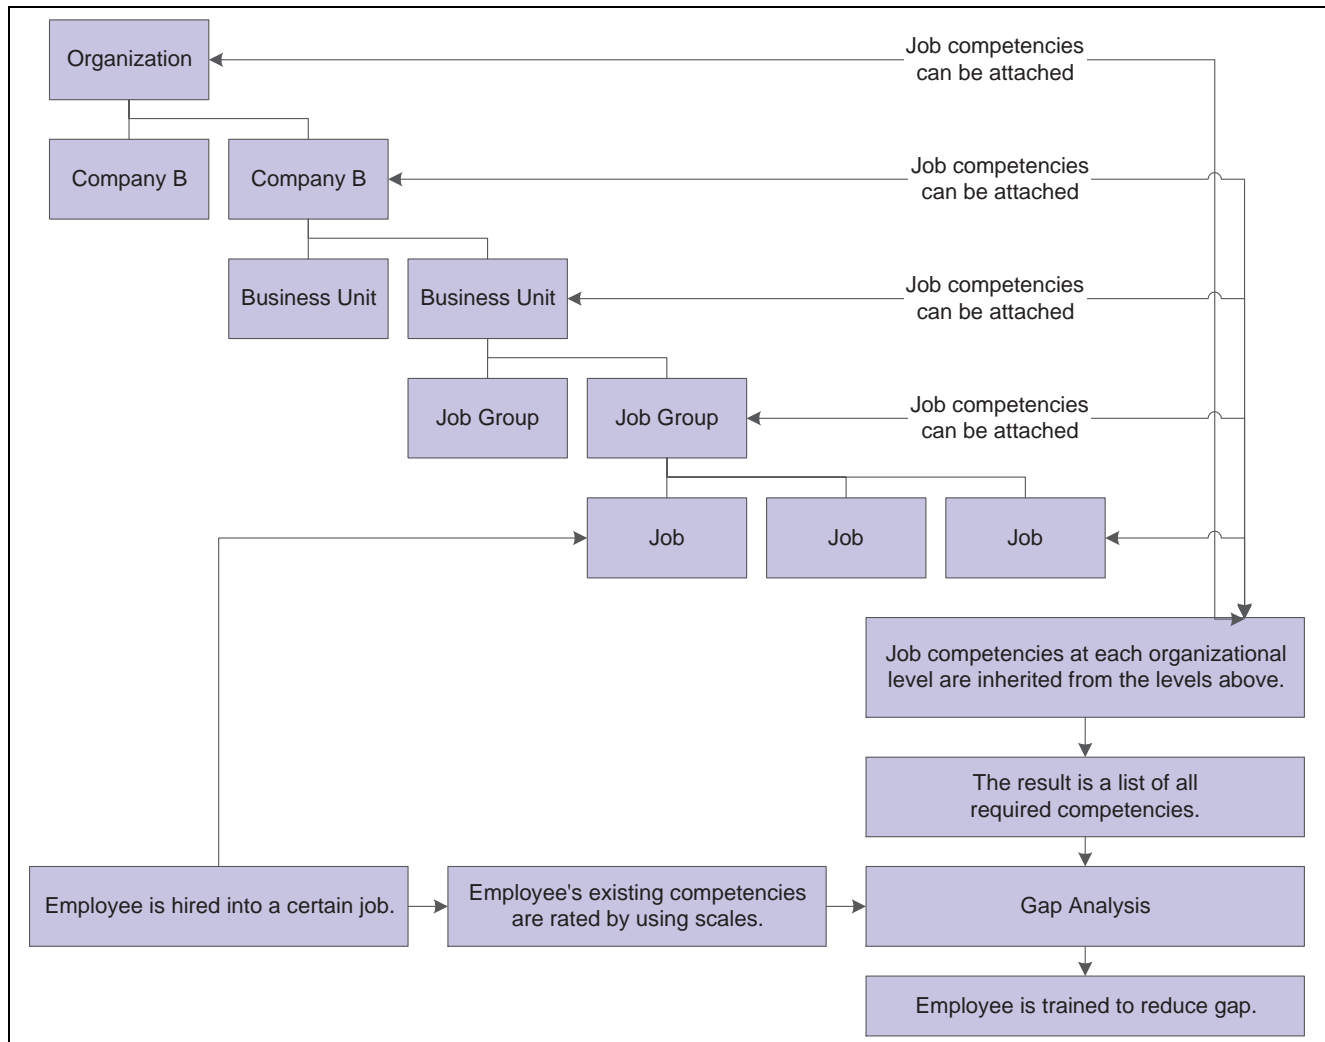 Organization
Job competencies
can be attached
Company B
Company B
Job competencies
can be attached
Business Unit
Business Unit
Job competencies
can be attached
Job Group
Job Group
Job competencies
can be attached
Job
Job
Job
Job competencies at each organizational
level are inherited from the levels above.
The result is a list of all
required competencies.
Employee is hired into a certain job.
Employee's existing competencies
are rated by using scales.
Gap Analysis
Employee is trained to reduce gap.